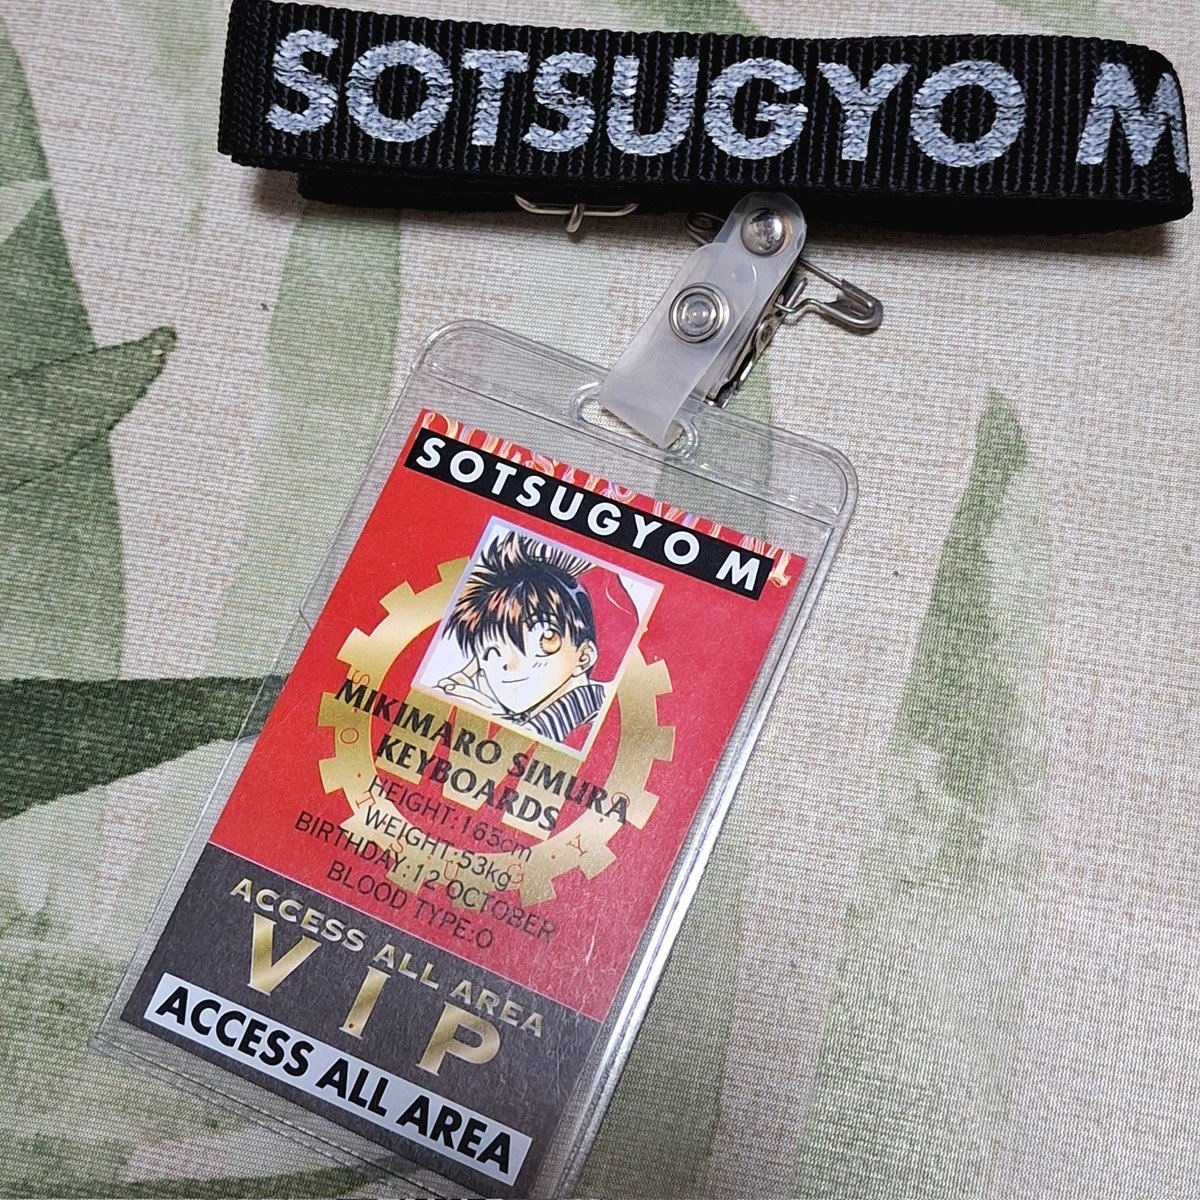 SOTSUGYO M
SOTSUGYO M
MIKIMARO SIMURA
KEYBOARDS
HEIGHT:163cm
WEIGHT:53kg
BIRTHDAY:12 OCTOBER
BLOOD TYPE:O
ACCESS ALL AREA
VIP
ACCESS ALL AREA